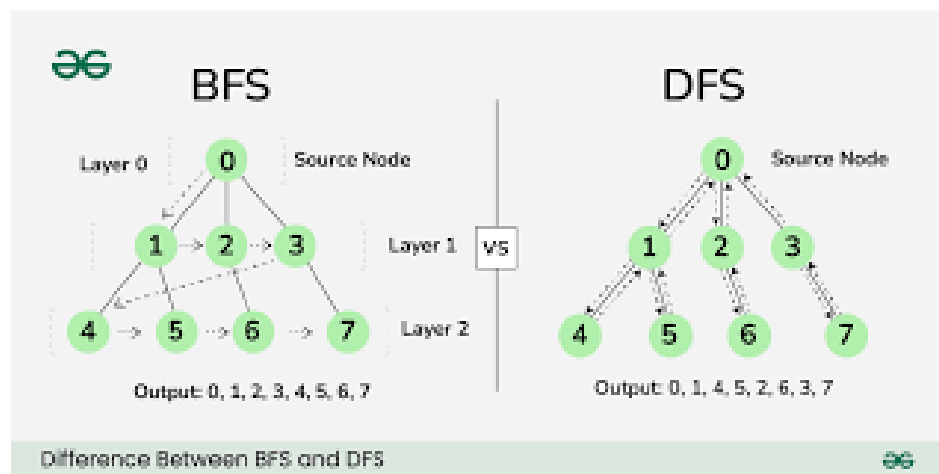 BFS
Layer 0
0
Source Node
1
2
3
Layer 1
4
5
6
7
Layer 2
Output: 0, 1, 2, 3, 4, 5, 6, 7
vs
DFS
0
Source Node
1
2
3
4
5
6
7
Output: 0, 1, 4, 5, 2, 6, 3, 7
Difference Between BFS and DFS